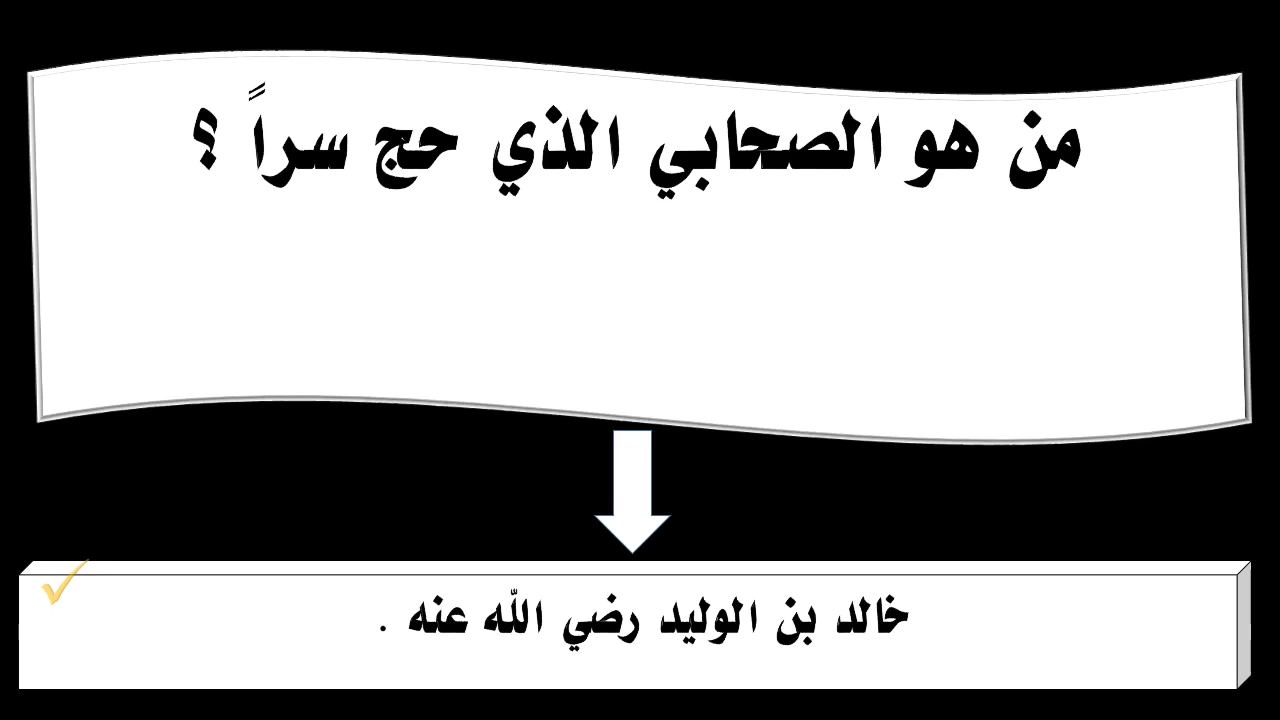 من هو الصحابي الذي حج سراً ؟
خالد بن الوليد رضي الله عنه .